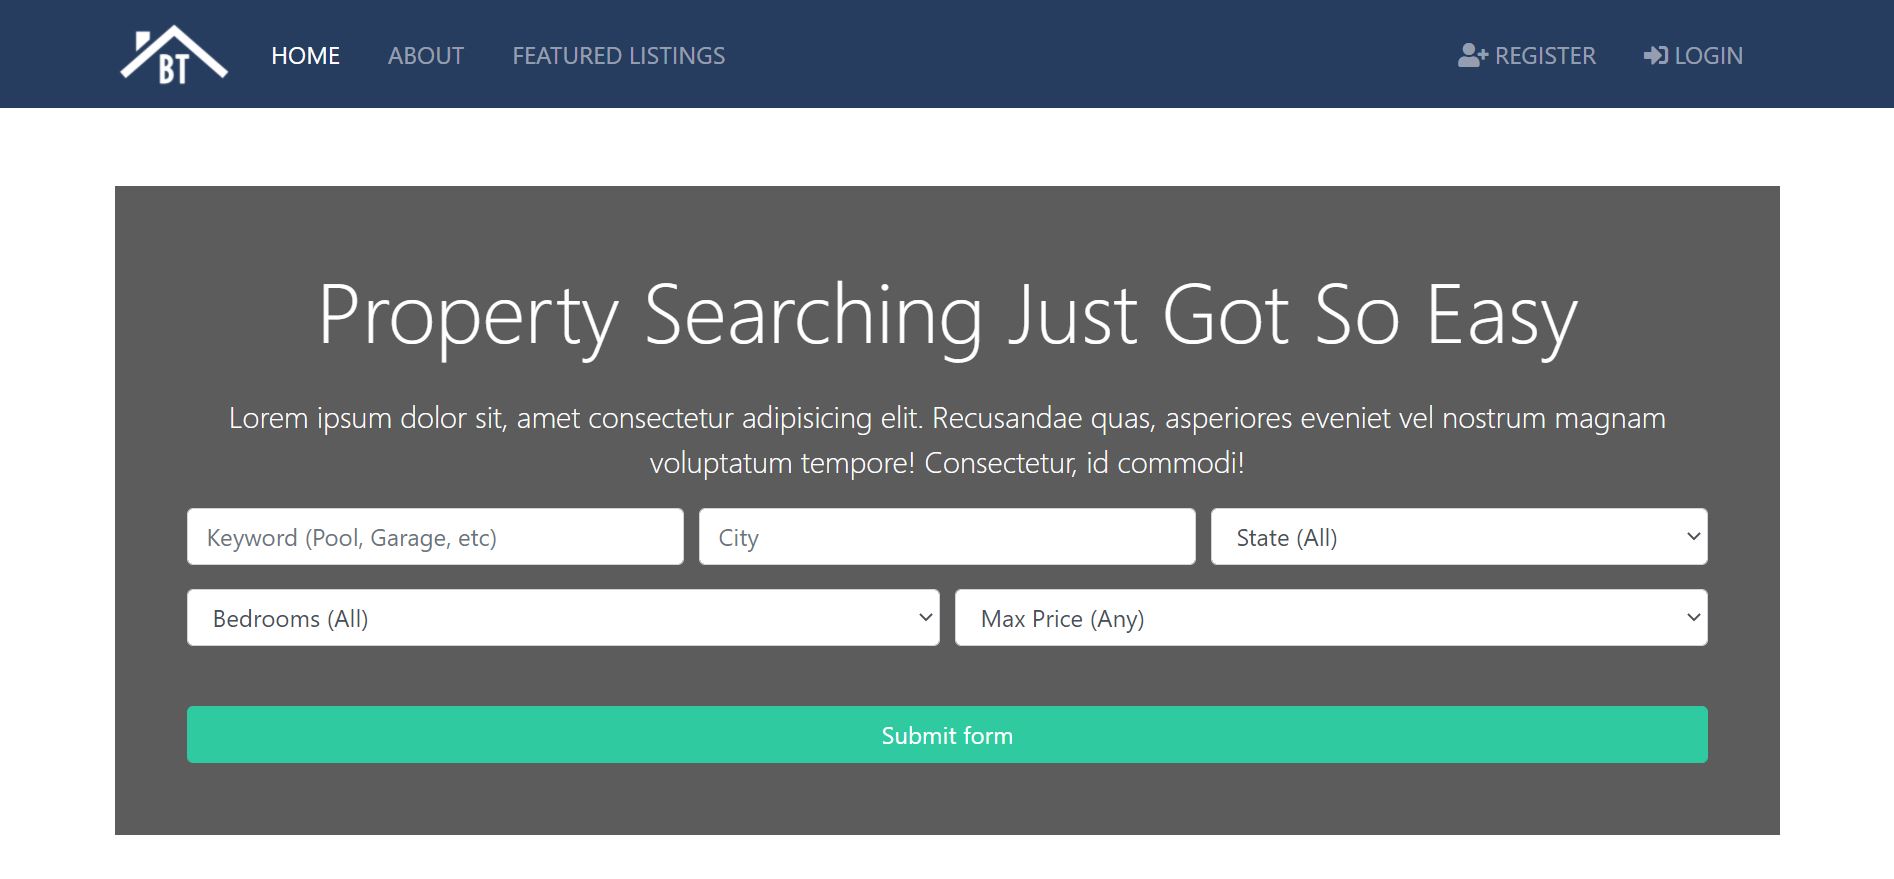 BT HOME ABOUT FEATURED LISTINGS REGISTER LOGIN
Property Searching Just Got So Easy
Lorem ipsum dolor sit, amet consectetur adipisicing elit. Recusandae quas, asperiores eveniet vel nostrum magnam
voluptatum tempore! Consectetur, id commodi!
Keyword (Pool, Garage, etc) City State (All)
Bedrooms (All) Max Price (Any)
Submit form